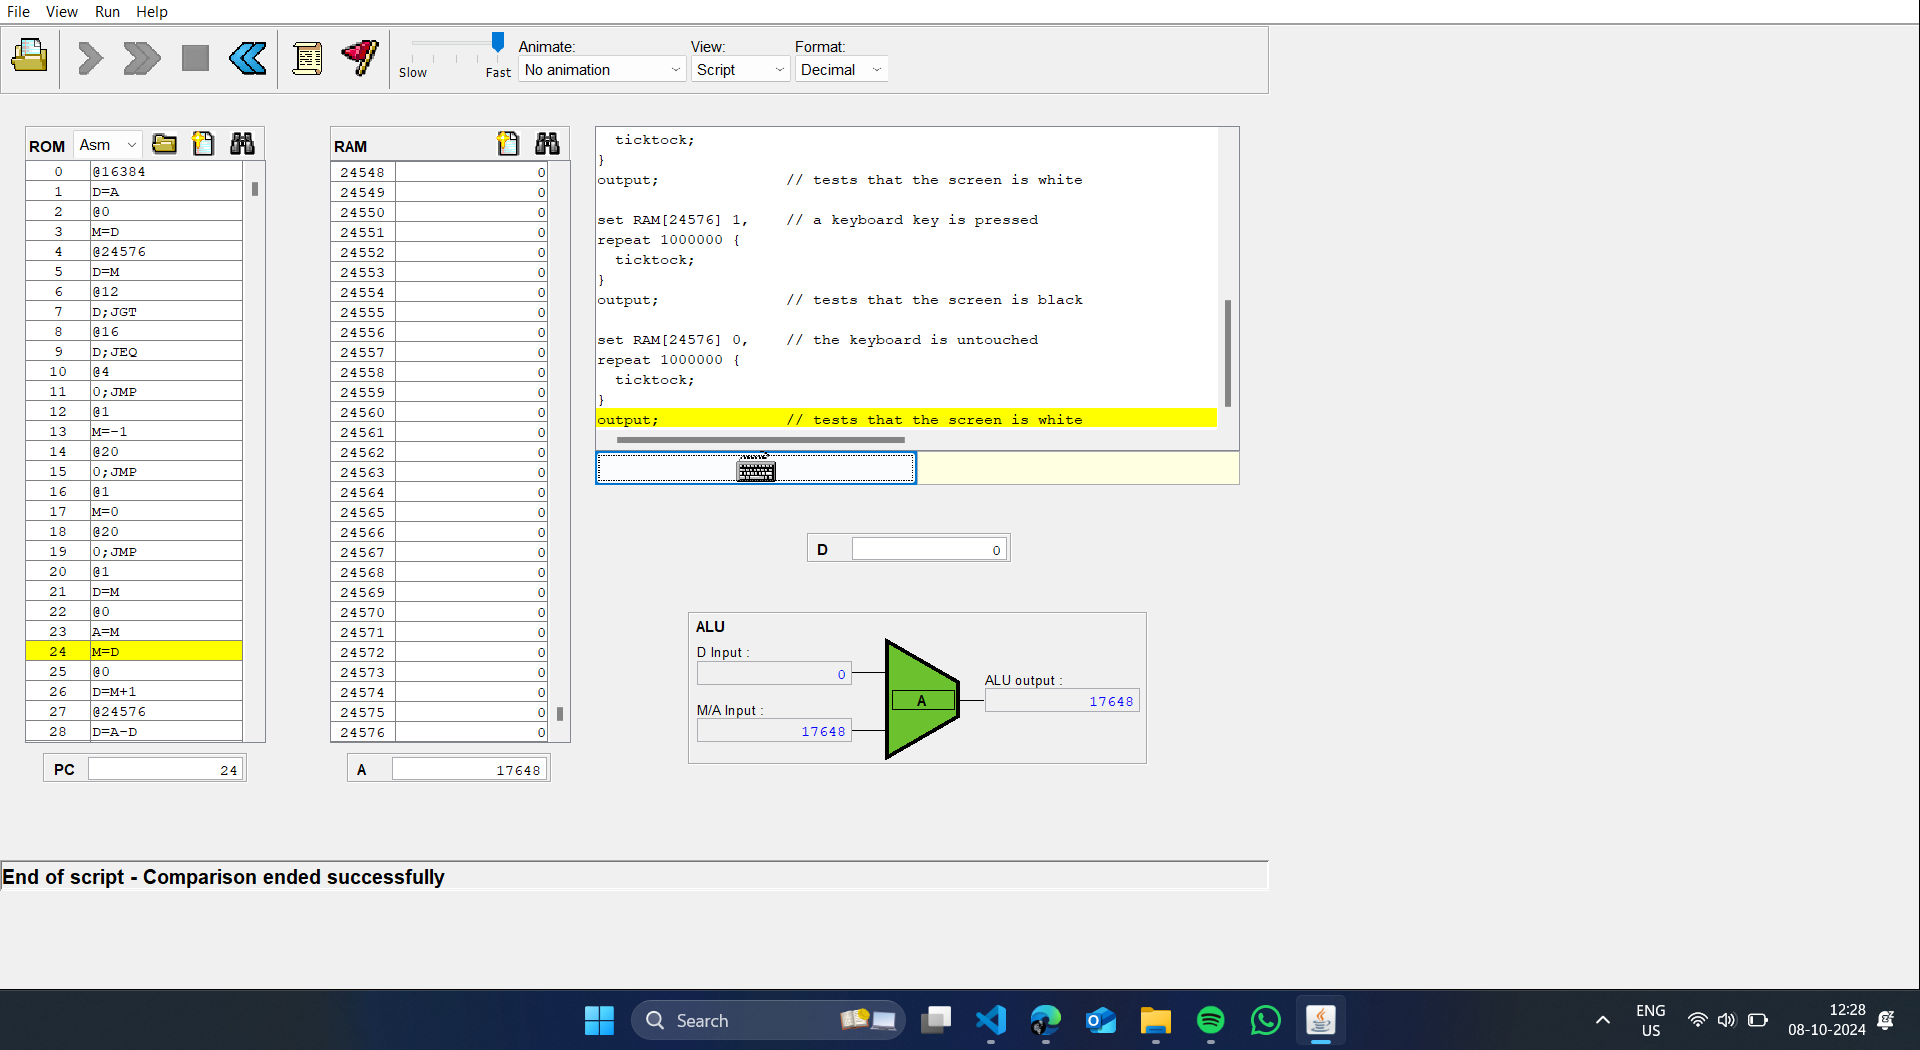 File View Run Help
Slow Fast
Animate:
No animation
View:
Script
Format:
Decimal
ROM Asm
0 @16384
1 D=A
2 @0
3 M=D
4 @24576
5 D=M
6 @12
7 D;JGT
8 @16
9 D;JEQ
10 @4
11 0;JMP
12 @1
13 M=-1
14 @20
15 0;JMP
16 @1
17 M=0
18 @20
19 0;JMP
20 @1
21 D=M
22 @0
23 A=M
24 M=D
25 @0
26 D=M+1
27 @24576
28 D=A-D
PC 24
RAM
24548 0
24549 0
24550 0
24551 0
24552 0
24553 0
24554 0
24555 0
24556 0
24557 0
24558 0
24559 0
24560 0
24561 0
24562 0
24563 0
24564 0
24565 0
24566 0
24567 0
24568 0
24569 0
24570 0
24571 0
24572 0
24573 0
24574 0
24575 0
24576 0
A 17648
ticktock;
}
output; // tests that the screen is white
set RAM[24576] 1, // a keyboard key is pressed
repeat 1000000 {
ticktock;
}
output; // tests that the screen is black
set RAM[24576] 0, // the keyboard is untouched
repeat 1000000 {
ticktock;
}
output; // tests that the screen is white
D 0
ALU
D Input :
0
M/A Input :
17648
A
ALU output :
17648
End of script - Comparison ended successfully
Search
ENG
US
12:28
08-10-2024